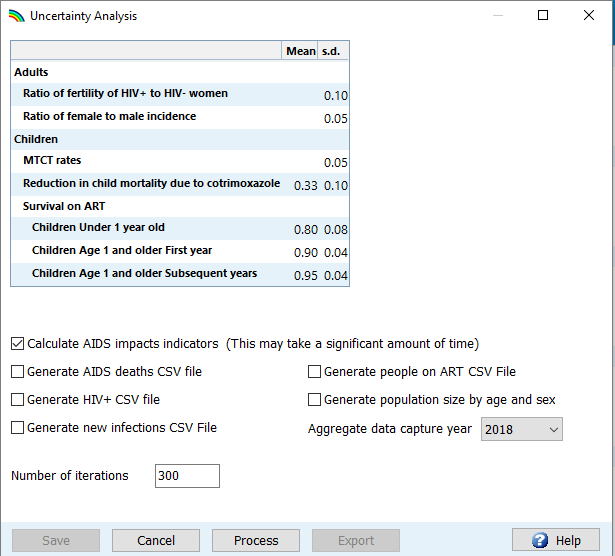 Uncertainty Analysis
Mean s.d.
Adults
Ratio of fertility of HIV+ to HIV- women 0.10
Ratio of female to male incidence 0.05
Children
MTCT rates 0.05
Reduction in child mortality due to cotrimoxazole 0.33 0.10
Survival on ART
Children Under 1 year old 0.80 0.08
Children Age 1 and older First year 0.90 0.04
Children Age 1 and older Subsequent years 0.95 0.04
Calculate AIDS impacts indicators (This may take a significant amount of time)
Generate AIDS deaths CSV file Generate people on ART CSV File
Generate HIV+ CSV file Generate population size by age and sex
Generate new infections CSV File Aggregate data capture year 2018
Number of iterations 300
Save Cancel Process Export ? Help